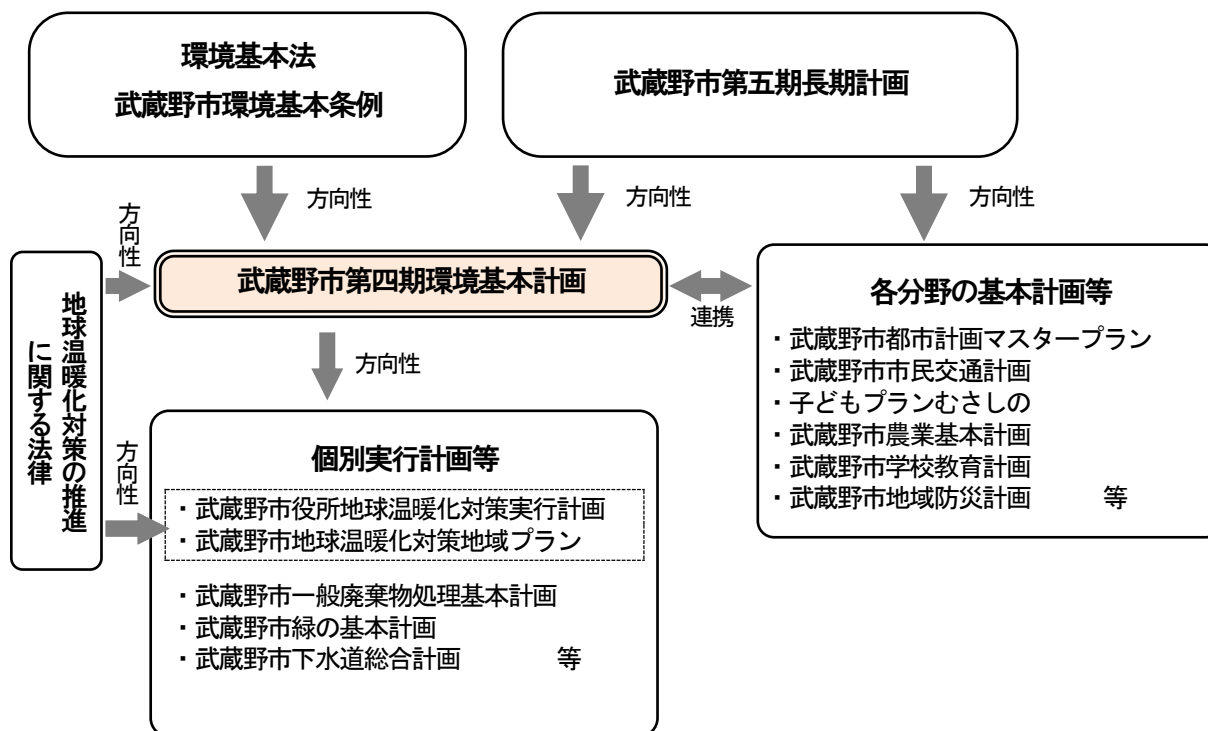 環境基本法
武蔵野市環境基本条例
武蔵野市第五期長期計画
方向性
方向性
方向性
方向性
地球温暖化対策の推進
に関する法律
武蔵野市第四期環境基本計画
連携
各分野の基本計画等
・武蔵野市都市計画マスタープラン
・武蔵野市市民交通計画
・子どもプランむさしの
・武蔵野市農業基本計画
・武蔵野市学校教育計画
・武蔵野市地域防災計画 等
方向性
方向性
個別実行計画等
・武蔵野市役所地球温暖化対策実行計画
・武蔵野市地球温暖化対策地域プラン
・武蔵野市一般廃棄物処理基本計画
・武蔵野市緑の基本計画
・武蔵野市下水道総合計画 等